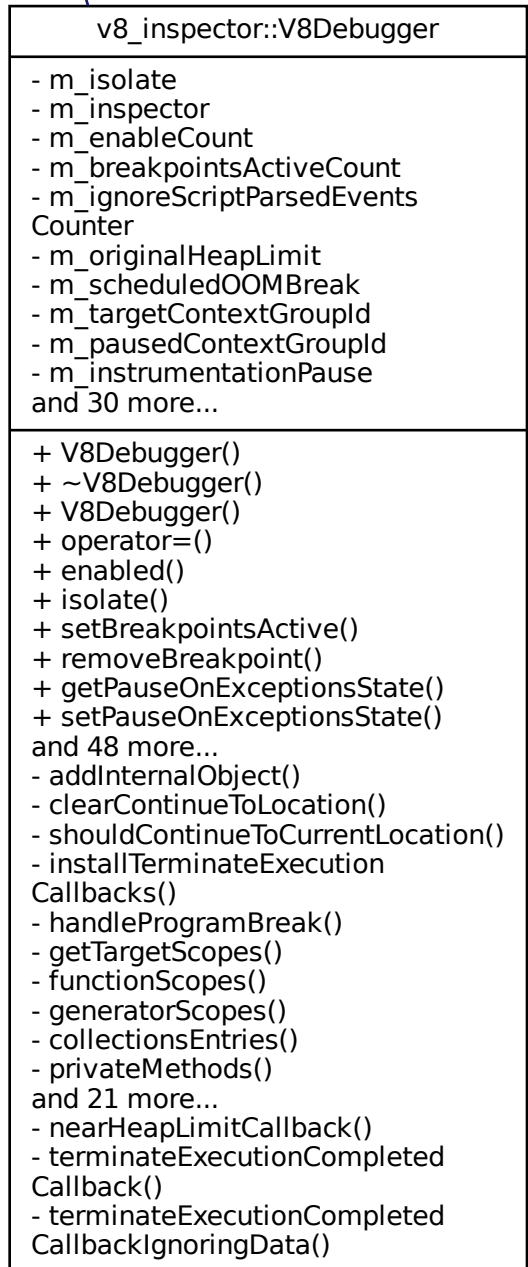 v8_inspector::V8Debugger
- m_isolate
- m_inspector
- m_enableCount
- m_breakpointsActiveCount
- m_ignoreScriptParsedEvents
Counter
- m_originalHeapLimit
- m_scheduledOOMBreak
- m_targetContextGroupId
- m_pausedContextGroupId
- m_instrumentationPause
and 30 more...
+ V8Debugger()
+ ~V8Debugger()
+ V8Debugger()
+ operator=()
+ enabled()
+ isolate()
+ setBreakpointsActive()
+ removeBreakpoint()
+ getPauseOnExceptionsState()
+ setPauseOnExceptionsState()
and 48 more...
- addInternalObject()
- clearContinueToLocation()
- shouldContinueToCurrentLocation()
- installTerminateExecution
Callbacks()
- handleProgramBreak()
- getTargetScopes()
- functionScopes()
- generatorScopes()
- collectionsEntries()
- privateMethods()
and 21 more...
- nearHeapLimitCallback()
- terminateExecutionCompleted
Callback()
- terminateExecutionCompleted
CallbackIgnoringData()